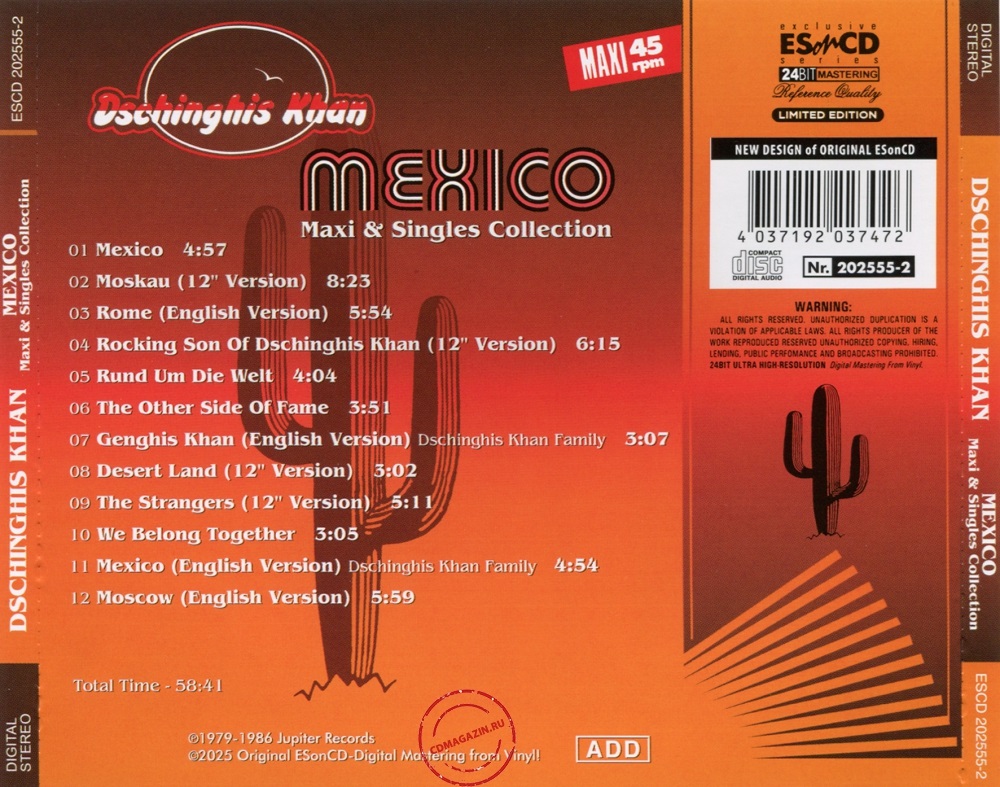 ESCD 202555-2
MEXICO
Maxi & Singles Collection
DSCHINGHIS KHAN
DIGITAL
STEREO
Dschinghis Khan
MAXI 45
rpm
MEXICO
Maxi & Singles Collection
01 Mexico 4:57
02 Moskau (12" Version) 8:23
03 Rome (English Version) 5:54
04 Rocking Son Of Dschinghis Khan (12" Version) 6:15
05 Rund Um Die Welt 4:04
06 The Other Side Of Fame 3:51
07 Genghis Khan (English Version) Dschinghis Khan Family 3:07
08 Desert Land (12" Version) 3:02
09 The Strangers (12" Version) 5:11
10 We Belong Together 3:05
11 Mexico (English Version) Dschinghis Khan Family 4:54
12 Moscow (English Version) 5:59
Total Time - 58:41
℗1979-1986 Jupiter Records
©2025 Original ESonCD-Digital Mastering from Vinyl!
CDMAGAZIN.RU
ADD
exclusive
ESonCD
series
24BIT MASTERING
Reference Quality
LIMITED EDITION
NEW DESIGN of ORIGINAL ESonCD
4 037192 037472
COMPACT
disc
DIGITAL AUDIO
Nr. 202555-2
WARNING:
ALL RIGHTS RESERVED. UNAUTHORIZED DUPLICATION IS A
VIOLATION OF APPLICABLE LAWS. ALL RIGHTS PRODUCER OF THE
WORK REPRODUCED RESERVED UNAUTHORIZED COPYING, HIRING,
LENDING, PUBLIC PERFOMANCE AND BROADCASTING PROHIBITED.
24BIT ULTRA HIGH-RESOLUTION Digital Mastering From Vinyl.
DIGITAL
STEREO
DSCHINGHIS KHAN
MEXICO
Maxi & Singles Collection
ESCD 202555-2